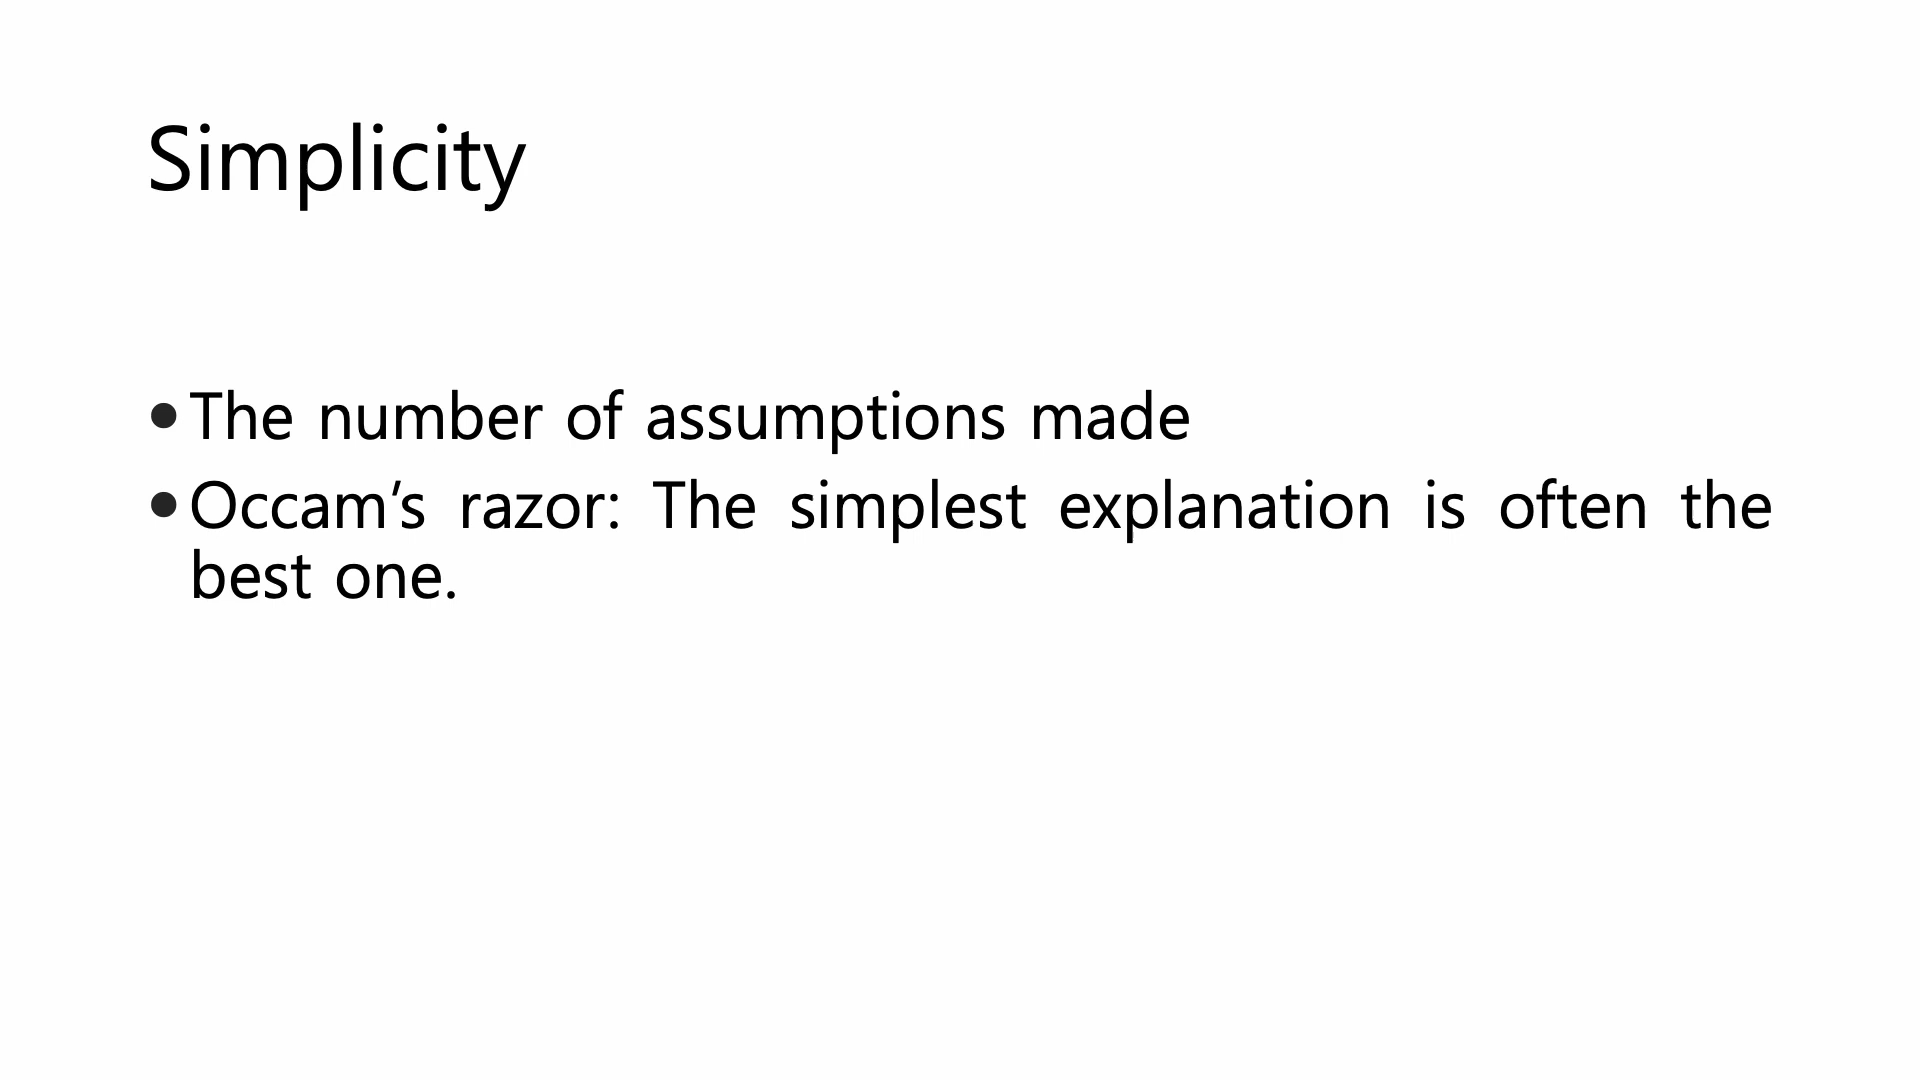 Simplicity
• The number of assumptions made
• Occam’s razor: The simplest explanation is often the
best one.